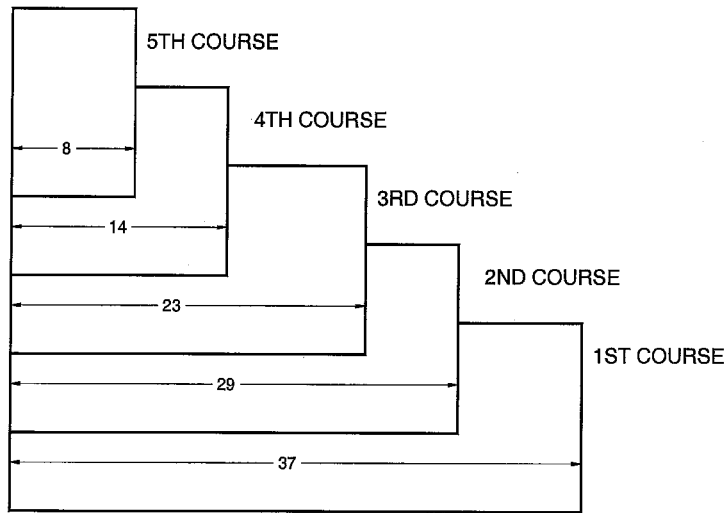 5TH COURSE
4TH COURSE
8
3RD COURSE
14
2ND COURSE
23
1ST COURSE
29
37